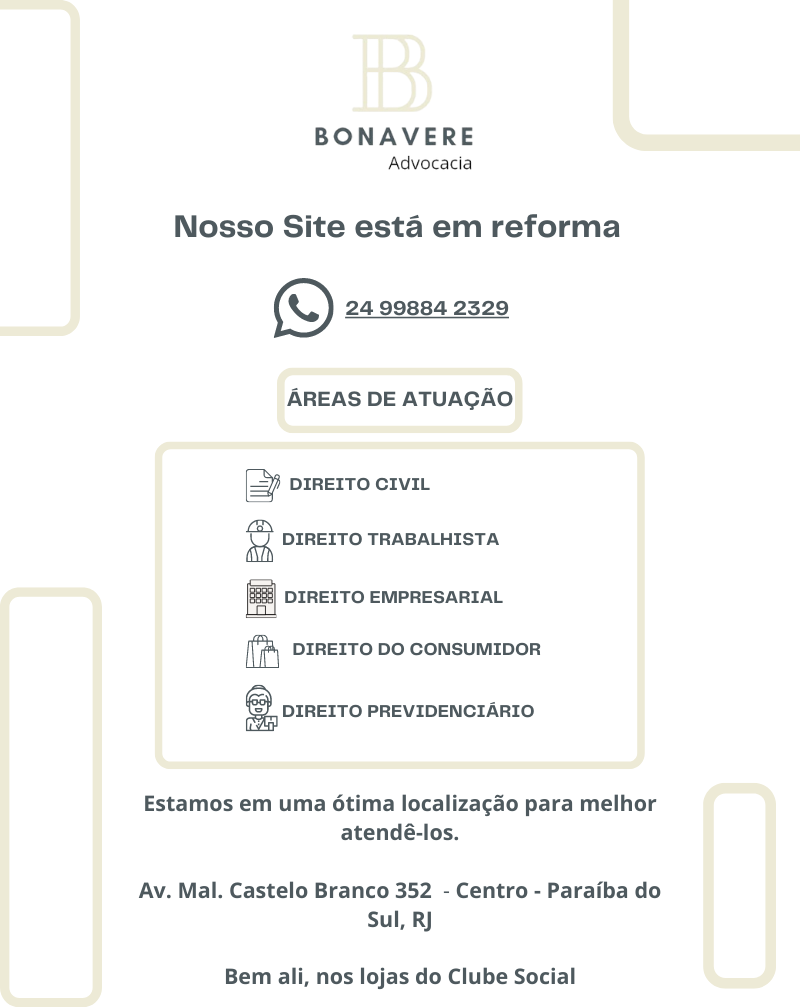 B
BONAVERE
Advocacia
Nosso Site está em reforma
24 99884 2329
ÁREAS DE ATUAÇÃO
DIREITO CIVIL
DIREITO TRABALHISTA
DIREITO EMPRESARIAL
DIREITO DO CONSUMIDOR
DIREITO PREVIDENCIÁRIO
Estamos em uma ótima localização para melhor
atendê-los.
Av. Mal. Castelo Branco 352 - Centro - Paraíba do
Sul, RJ
Bem ali, nos lojas do Clube Social